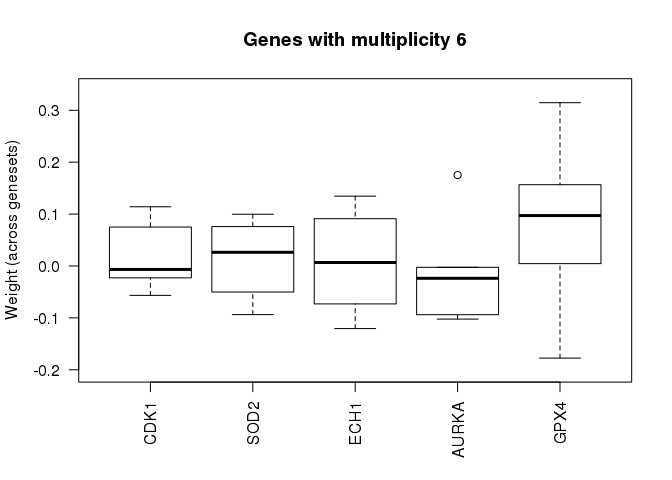 Genes with multiplicity 6
Weight (across genesets)
0.3
0.2
0.1
0.0
-0.1
-0.2
CDK1
SOD2
ECH1
AURKA
GPX4